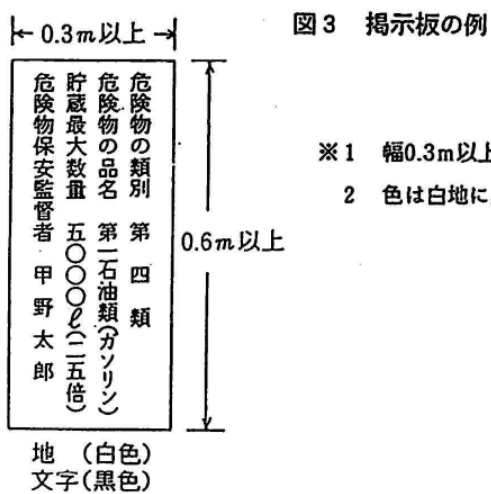 図3 掲示板の例
0.3m以上
危険物の類別 第四類
危険物の品名 第一石油類(ガソリン)
貯蔵最大数量 五〇〇〇ℓ(二五倍)
危険物保安監督者 甲野太郎
0.6m以上
※1 幅0.3m以上
2 色は白地に
地 (白色)
文字(黒色)